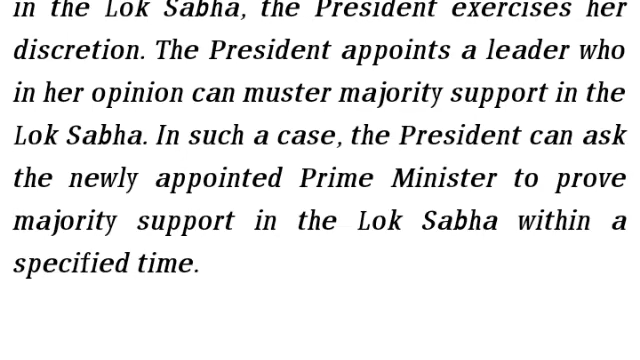 in the Lok Sabha, the President exercises her
discretion. The President appoints a leader who
in her opinion can muster majority support in the
Lok Sabha. In such a case, the President can ask
the newly appointed Prime Minister to prove
majority support in the Lok Sabha within a
specified time.